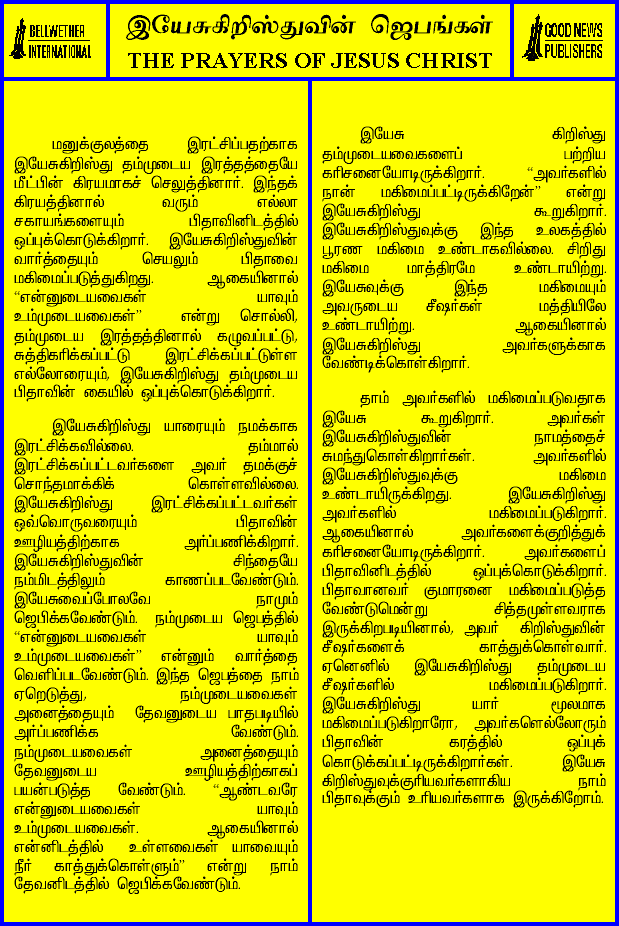 BELLWETHER
INTERNATIONAL
இயேசுகிறிஸ்துவின் ஜெபங்கள்
THE PRAYERS OF JESUS CHRIST
GOOD NEWS
PUBLISHERS
மனுக்குலத்தை இரட்சிப்பதற்காக
இயேசுகிறிஸ்து தம்முடைய இரத்தத்தையே
மீட்பின் கிரயமாகச் செலுத்தினார். இந்தக்
கிரயத்தினால் வரும் எல்லா
சகாயங்களையும் பிதாவினிடத்தில்
ஒப்புக்கொடுக்கிறார். இயேசுகிறிஸ்துவின்
வார்த்தையும் செயலும் பிதாவை
மகிமைப்படுத்துகிறது. ஆகையினால்
“என்னுடையவைகள் யாவும்
உம்முடையவைகள்” என்று சொல்லி,
தம்முடைய இரத்தத்தினால் கழுவப்பட்டு,
சுத்திகரிக்கப்பட்டு இரட்சிக்கப்பட்டுள்ள
எல்லோரையும், இயேசுகிறிஸ்து தம்முடைய
பிதாவின் கையில் ஒப்புக்கொடுக்கிறார்.
இயேசுகிறிஸ்து யாரையும் நமக்காக
இரட்சிக்கவில்லை. தம்மால்
இரட்சிக்கப்பட்டவர்களை அவர் தமக்குச்
சொந்தமாக்கிக் கொள்ளவில்லை.
இயேசுகிறிஸ்து இரட்சிக்கப்பட்டவர்கள்
ஒவ்வொருவரையும் பிதாவின்
ஊழியத்திற்காக அர்ப்பணிக்கிறார்.
இயேசுகிறிஸ்துவின் சிந்தையே
நம்மிடத்திலும் காணப்படவேண்டும்.
இயேசுவைப்போலவே நாமும்
ஜெபிக்கவேண்டும். நம்முடைய ஜெபத்தில்
“என்னுடையவைகள் யாவும்
உம்முடையவைகள்” என்னும் வார்த்தை
வெளிப்படவேண்டும். இந்த ஜெபத்தை நாம்
ஏறெடுத்து, நம்முடையவைகள்
அனைத்தையும் தேவனுடைய பாதபடியில்
அர்ப்பணிக்க வேண்டும்.
நம்முடையவைகள் அனைத்தையும்
தேவனுடைய ஊழியத்திற்காகப்
பயன்படுத்த வேண்டும். “ஆண்டவரே
என்னுடையவைகள் யாவும்
உம்முடையவைகள். ஆகையினால்
என்னிடத்தில் உள்ளவைகள் யாவையும்
நீர் காத்துக்கொள்ளும்” என்று நாம்
தேவனிடத்தில் ஜெபிக்கவேண்டும்.
இயேசு கிறிஸ்து
தம்முடையவைகளைப் பற்றிய
கரிசனையோடிருக்கிறார். “அவர்களில்
நான் மகிமைப்பட்டிருக்கிறேன்” என்று
இயேசுகிறிஸ்து கூறுகிறார்.
இயேசுகிறிஸ்துவுக்கு இந்த உலகத்தில்
பூரண மகிமை உண்டாகவில்லை. சிறிது
மகிமை மாத்திரமே உண்டாயிற்று.
இயேசுவுக்கு இந்த மகிமையும்
அவருடைய சீஷர்கள் மத்தியிலே
உண்டாயிற்று. ஆகையினால்
இயேசுகிறிஸ்து அவர்களுக்காக
வேண்டிக்கொள்கிறார்.
தாம் அவர்களில் மகிமைப்படுவதாக
இயேசு கூறுகிறார். அவர்கள்
இயேசுகிறிஸ்துவின் நாமத்தைச்
சுமந்துகொள்கிறார்கள். அவர்களில்
இயேசுகிறிஸ்துவுக்கு மகிமை
உண்டாயிருக்கிறது. இயேசுகிறிஸ்து
அவர்களில் மகிமைப்படுகிறார்.
ஆகையினால் அவர்களைக்குறித்துக்
கரிசனையோடிருக்கிறார். அவர்களைப்
பிதாவினிடத்தில் ஒப்புக்கொடுக்கிறார்.
பிதாவானவர் குமாரனை மகிமைப்படுத்த
வேண்டுமென்று சித்தமுள்ளவராக
இருக்கிறபடியினால், அவர் கிறிஸ்துவின்
சீஷர்களைக் காத்துக்கொள்வார்.
ஏனெனில் இயேசுகிறிஸ்து தம்முடைய
சீஷர்களில் மகிமைப்படுகிறார்.
இயேசுகிறிஸ்து யார் மூலமாக
மகிமைப்படுகிறாரோ, அவர்களெல்லோரும்
பிதாவின் கரத்தில் ஒப்புக்
கொடுக்கப்பட்டிருக்கிறார்கள். இயேசு
கிறிஸ்துவுக்குரியவர்களாகிய நாம்
பிதாவுக்கும் உரியவர்களாக இருக்கிறோம்.